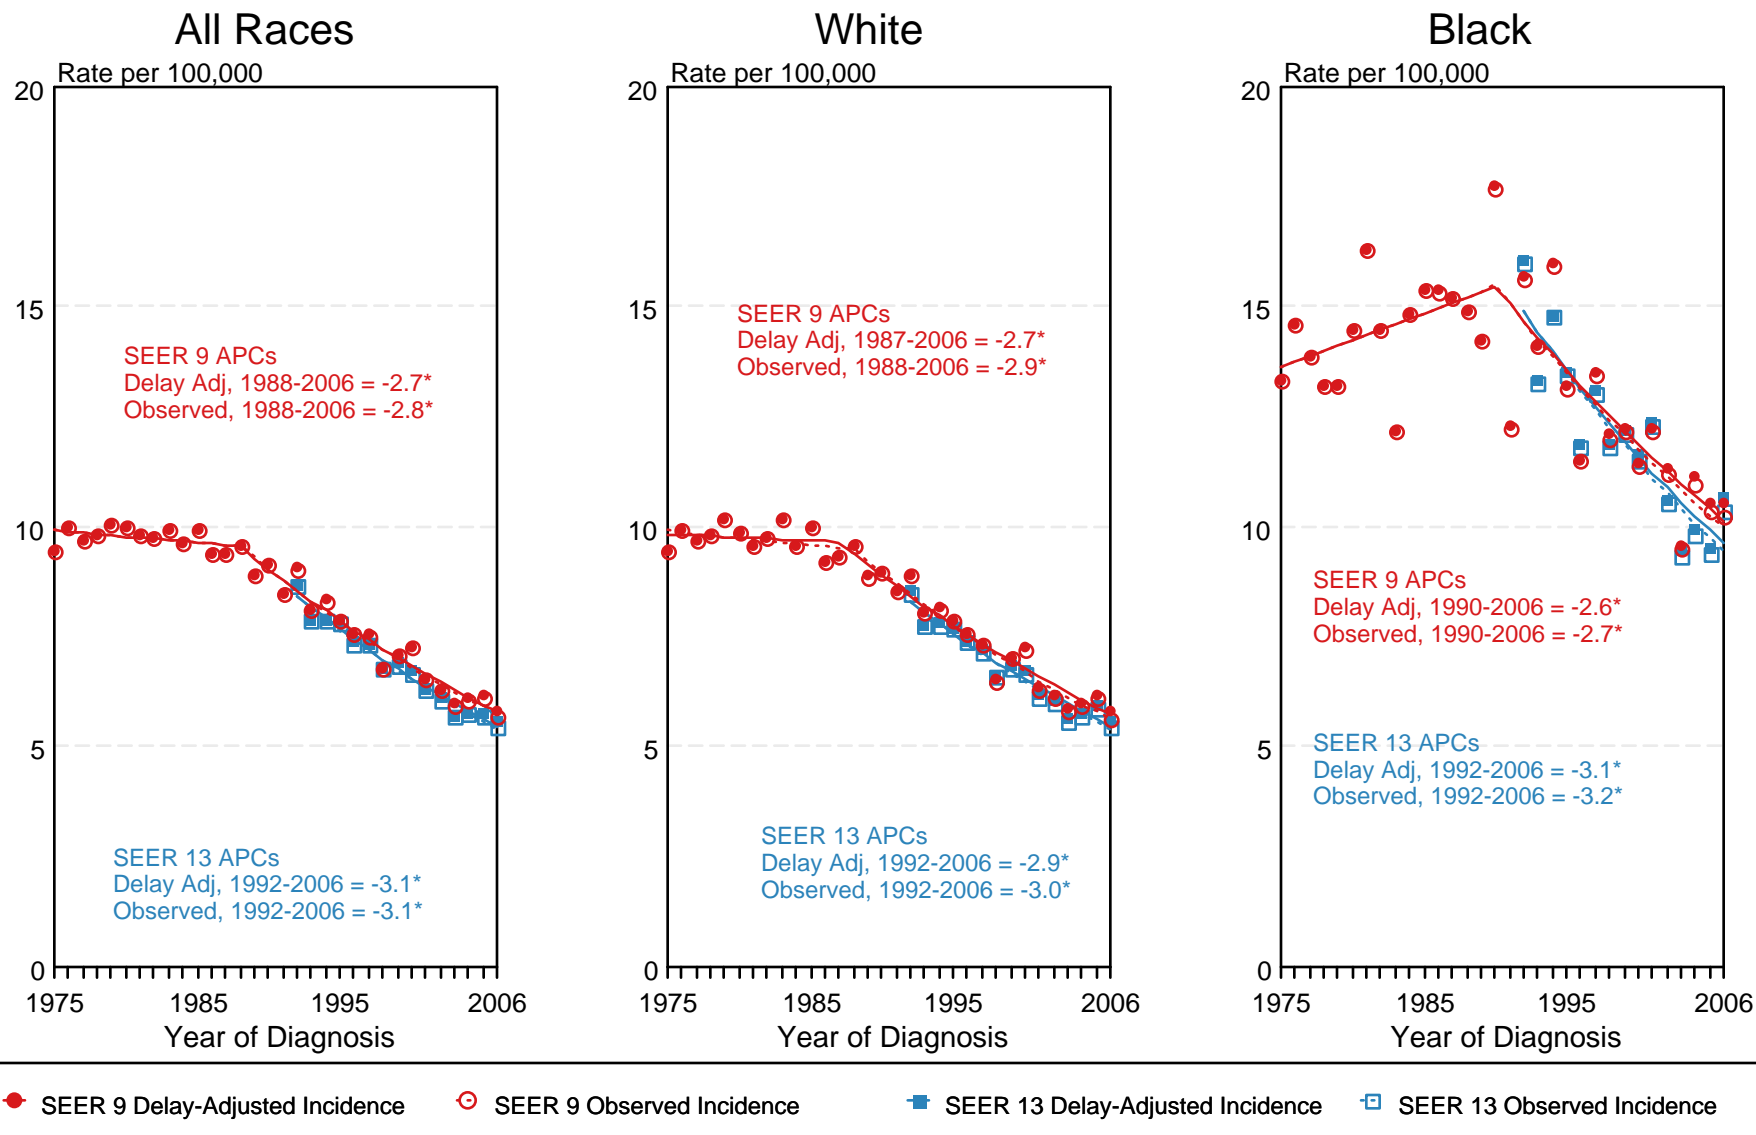 All Races
Rate per 100,000
20
15
10
5
0
SEER 9 APCs
Delay Adj, 1988-2006 = -2.7*
Observed, 1988-2006 = -2.8*
SEER 13 APCs
Delay Adj, 1992-2006 = -3.1*
Observed, 1992-2006 = -3.1*
1975 1985 1995 2006
Year of Diagnosis
White
Rate per 100,000
20
15
10
5
0
SEER 9 APCs
Delay Adj, 1987-2006 = -2.7*
Observed, 1988-2006 = -2.9*
SEER 13 APCs
Delay Adj, 1992-2006 = -2.9*
Observed, 1992-2006 = -3.0*
1975 1985 1995 2006
Year of Diagnosis
Black
Rate per 100,000
20
15
10
5
0
SEER 9 APCs
Delay Adj, 1990-2006 = -2.6*
Observed, 1990-2006 = -2.7*
SEER 13 APCs
Delay Adj, 1992-2006 = -3.1*
Observed, 1992-2006 = -3.2*
1975 1985 1995 2006
Year of Diagnosis
SEER 9 Delay-Adjusted Incidence SEER 9 Observed Incidence SEER 13 Delay-Adjusted Incidence SEER 13 Observed Incidence